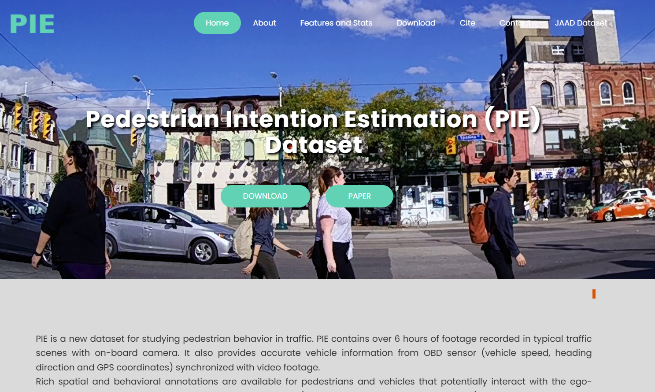 PIE
Home About Features and Stats Download Cite Contact JAAD Dataset
Pedestrian Intention Estimation (PIE)
Dataset
DOWNLOAD PAPER
PIE is a new dataset for studying pedestrian behavior in traffic. PIE contains over 6 hours of footage recorded in typical traffic
scenes with on-board camera. It also provides accurate vehicle information from OBD sensor (vehicle speed, heading
direction and GPS coordinates) synchronized with video footage.
Rich spatial and behavioral annotations are available for pedestrians and vehicles that potentially interact with the ego-